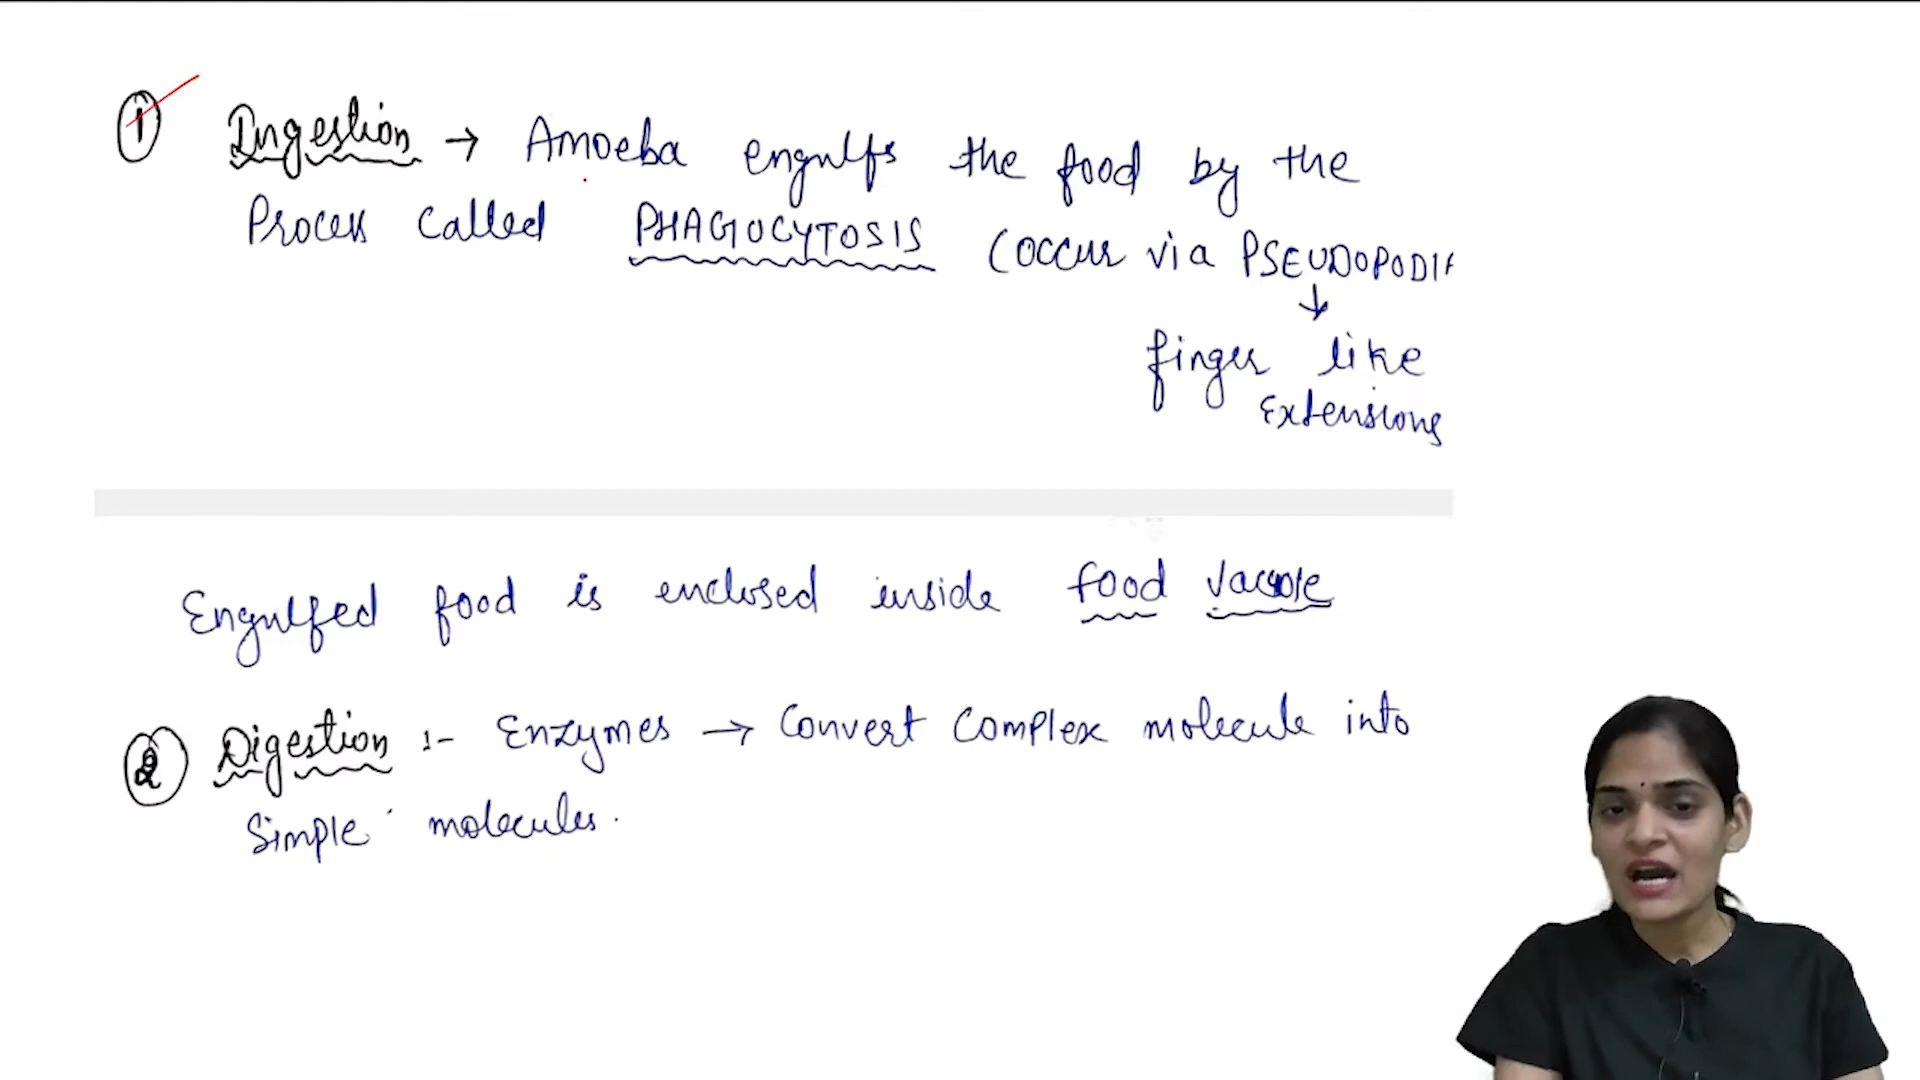 1 Ingestion → Amoeba engulfs the food by the
Process called PHAGOCYTOSIS (occur via PSEUDOPODIA
↓
finger like
Extensions
Engulfed food is enclosed inside food vacuole
2 Digestion :- Enzymes → Convert Complex molecule into
Simple molecules.